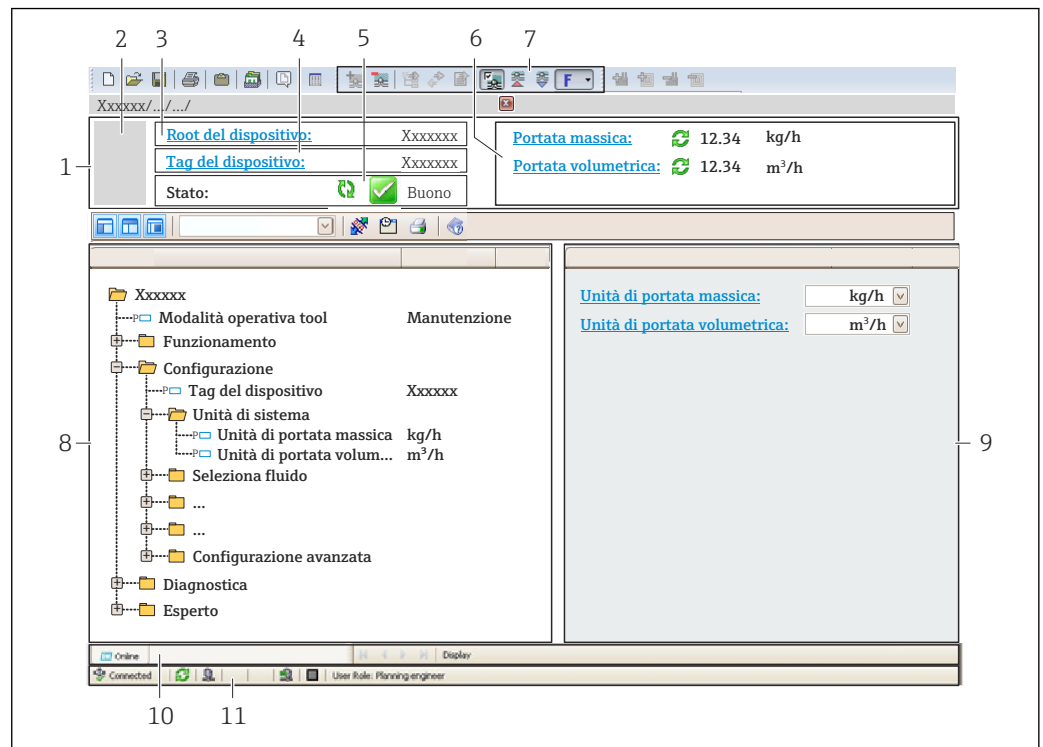 2 3 4 5 6 7
F
Xxxxxx/.../.../
1
Root del dispositivo: Xxxxxxx
Tag del dispositivo: Xxxxxxx
Stato: Buono
Portata massica: 12.34 kg/h
Portata volumetrica: 12.34 m³/h
8
Xxxxxx
Modalità operativa tool Manutenzione
Funzionamento
Configurazione
Tag del dispositivo Xxxxxx
Unità di sistema
Unità di portata massica kg/h
Unità di portata volum... m³/h
Seleziona fluido
...
...
Configurazione avanzata
Diagnostica
Esperto
Unità di portata massica: kg/h
Unità di portata volumetrica: m³/h
9
Online Display
Connected User Role: Planning engineer
10 11